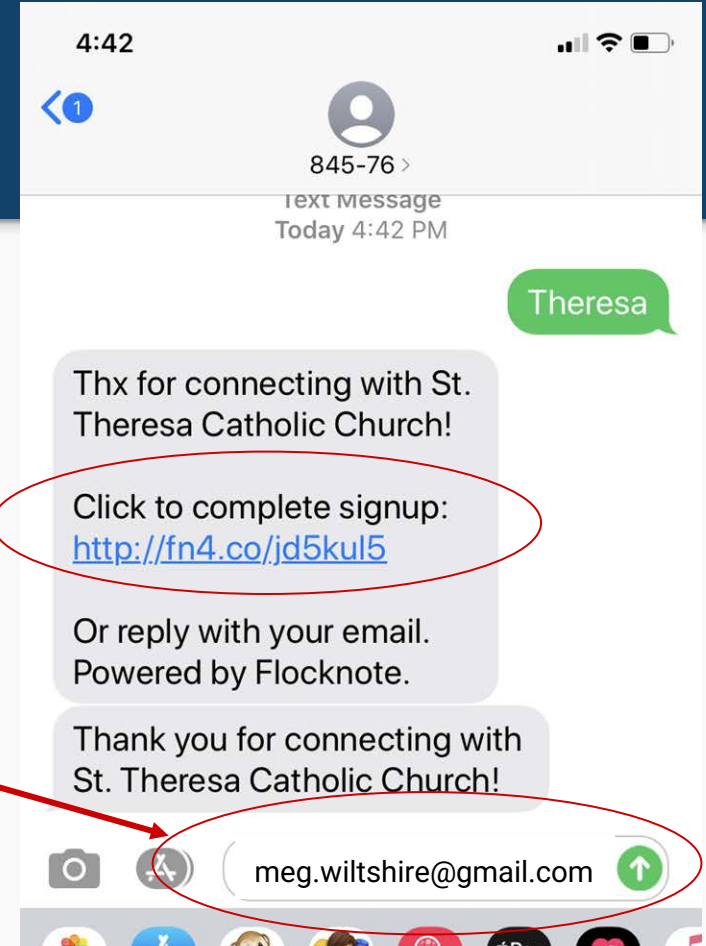 4:42
1
845-76 >
Text Message
Today 4:42 PM
Theresa
Thx for connecting with St.
Theresa Catholic Church!
Click to complete signup:
http://fn4.co/jd5kul5
Or reply with your email.
Powered by Flocknote.
Thank you for connecting with
St. Theresa Catholic Church!
meg.wiltshire@gmail.com